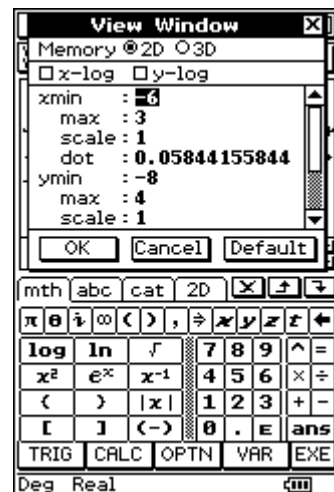 View Window
Memory 2D 3D
x-log y-log
xmin : -6
max : 3
scale : 1
dot : 0.05844155844
ymin : -8
max : 4
scale : 1
OK Cancel Default
mth abc cat 2D
π θ i ∞ ( ) , ⇒ x y z t ←
log ln √ 7 8 9 ^ =
x² eˣ x⁻¹ 4 5 6 × ÷
( ) |x| 1 2 3 + −
[ ] (-) 0 . E ans
TRIG CALC OPTN VAR EXE
Deg Real